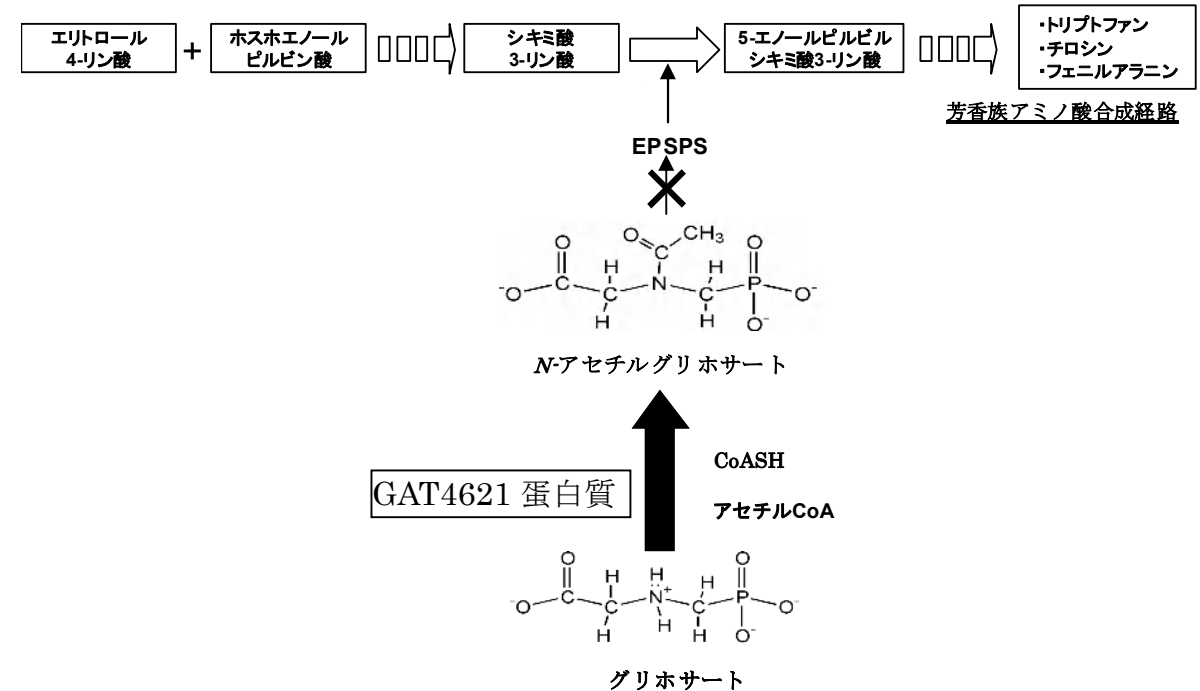 エリトロール
4-リン酸
+
ホスホエノール
ピルビン酸
シキミ酸
3-リン酸
5-エノールピルビル
シキミ酸3-リン酸
・トリプトファン
・チロシン
・フェニルアラニン
芳香族アミノ酸合成経路
EPSPS
O
O
C
CH3
O
H
H
⁻O
C
C
N
C
P
O⁻
H
H
O⁻
N-アセチルグリホサート
CoASH
GAT4621 蛋白質
アセチルCoA
O
H
H
H
O
⁻O
C
C
N⁺
C
P
O⁻
H
H
H
O⁻
グリホサート